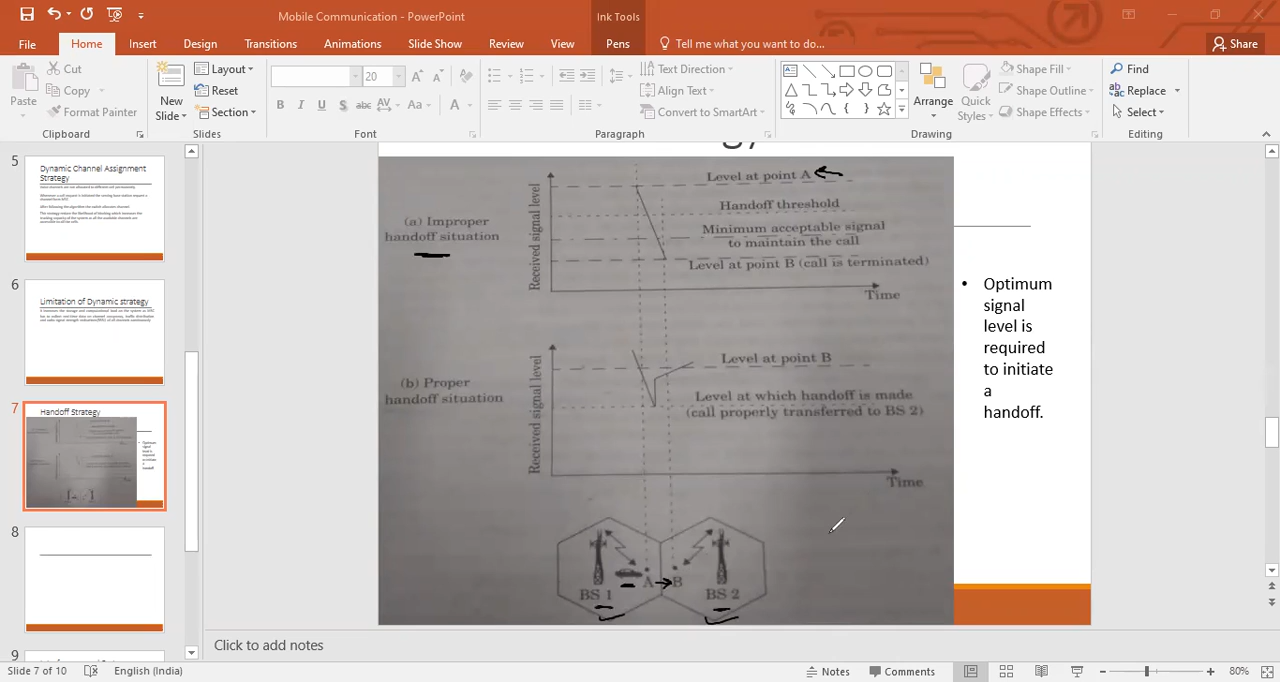 Mobile Communication - PowerPoint
Ink Tools
File
Home
Insert
Design
Transitions
Animations
Slide Show
Review
View
Pens
Tell me what you want to do...
Share
Paste
Cut
Copy
Format Painter
Clipboard
New
Slide
Layout
Reset
Section
Slides
20
Font
Text Direction
Align Text
Convert to SmartArt
Paragraph
Arrange
Quick
Styles
Shape Fill
Shape Outline
Shape Effects
Drawing
Find
Replace
Select
Editing
5
Dynamic Channel Assignment
Strategy
6
Limitation of Dynamic strategy
7
Handoff Strategy
8
9
(a) Improper
handoff situation
Received signal level
Level at point A
Handoff threshold
Minimum acceptable signal
to maintain the call
Level at point B (call is terminated)
Time
(b) Proper
handoff situation
Received signal level
Level at point B
Level at which handoff is made
(call properly transferred to BS 2)
Time
A
B
BS 1
BS 2
• Optimum
signal
level is
required
to initiate
a
handoff.
Click to add notes
Slide 7 of 10
English (India)
Notes
Comments
80%